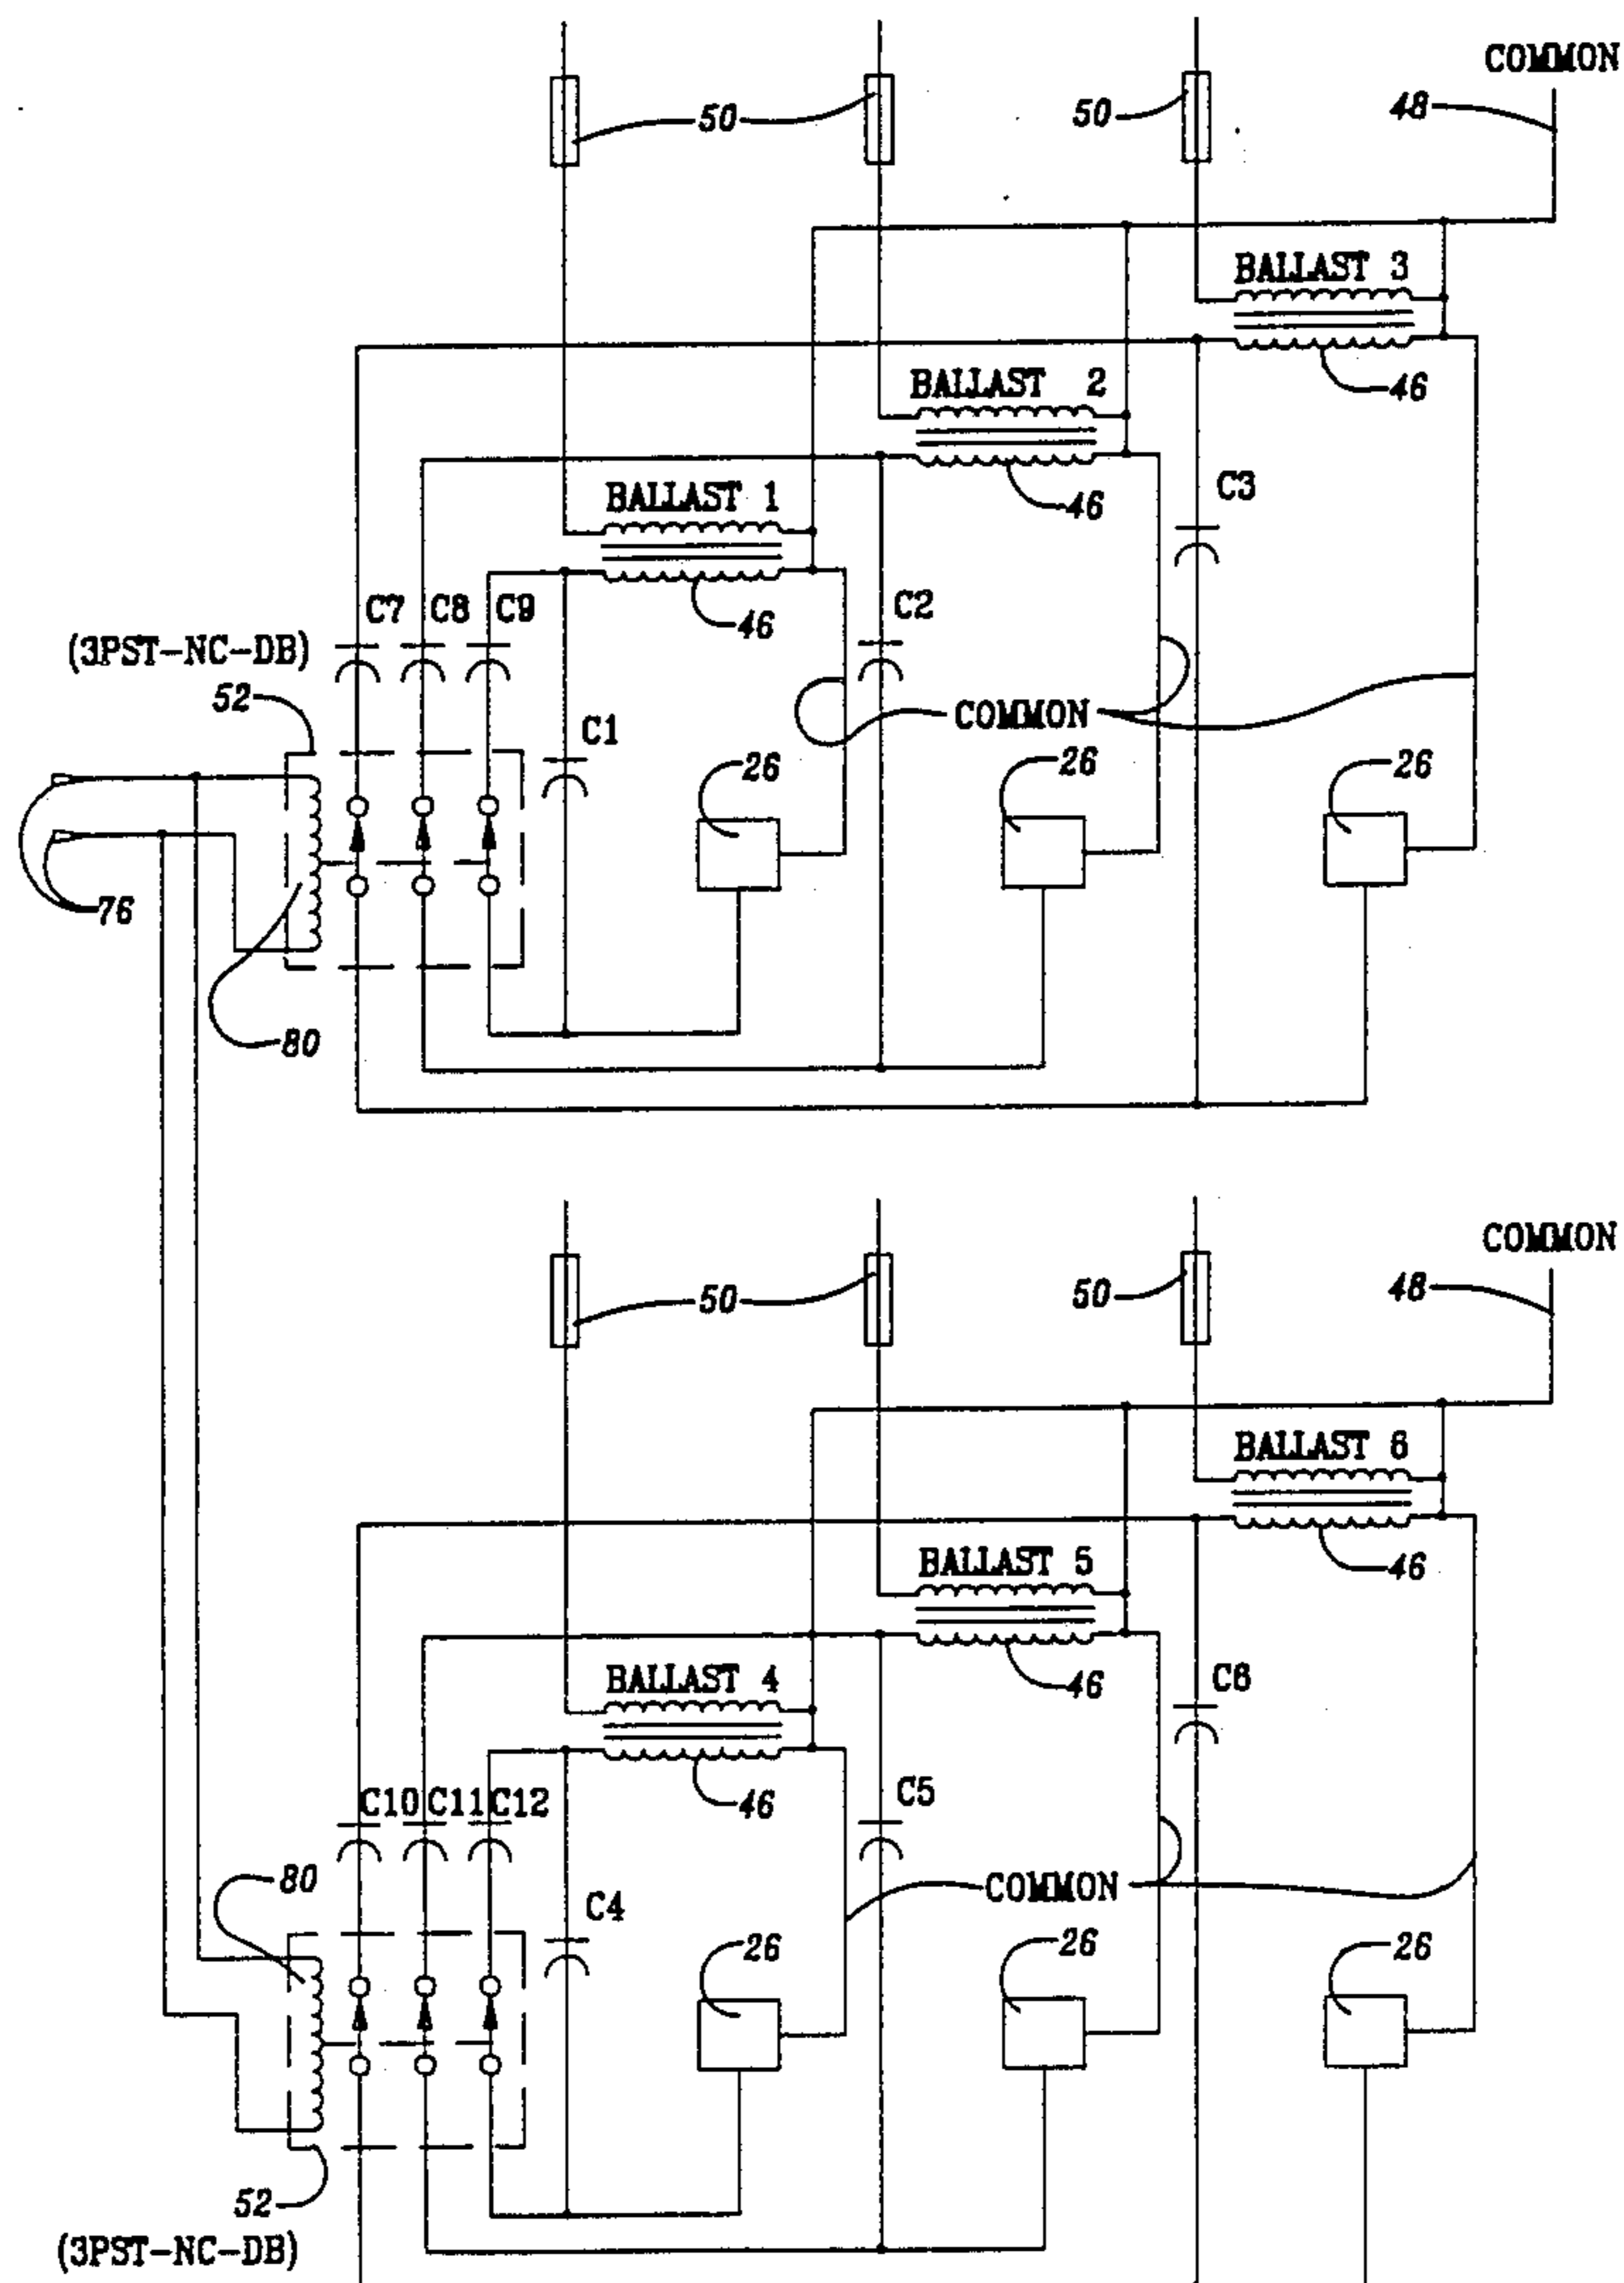 COMMON
50
50
48
BALLAST 3
46
BALLAST 2
46
C3
BALLAST 1
46
C7 C8 C9
C2
(3PST-NC-DB)
52
C1
COMMON
26
26
26
76
80
COMMON
50
50
48
BALLAST 6
46
BALLAST 5
46
C6
BALLAST 4
46
C10 C11 C12
C5
80
COMMON
C4
26
26
26
52
(3PST-NC-DB)